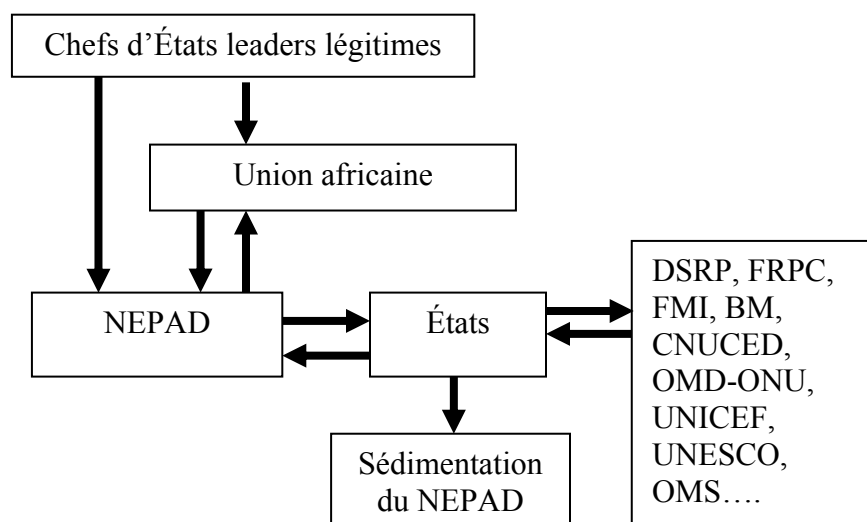 Chefs d’États leaders légitimes
Union africaine
NEPAD
États
DSRP, FRPC,
FMI, BM,
CNUCED,
OMD-ONU,
UNICEF,
UNESCO,
OMS….
Sédimentation
du NEPAD